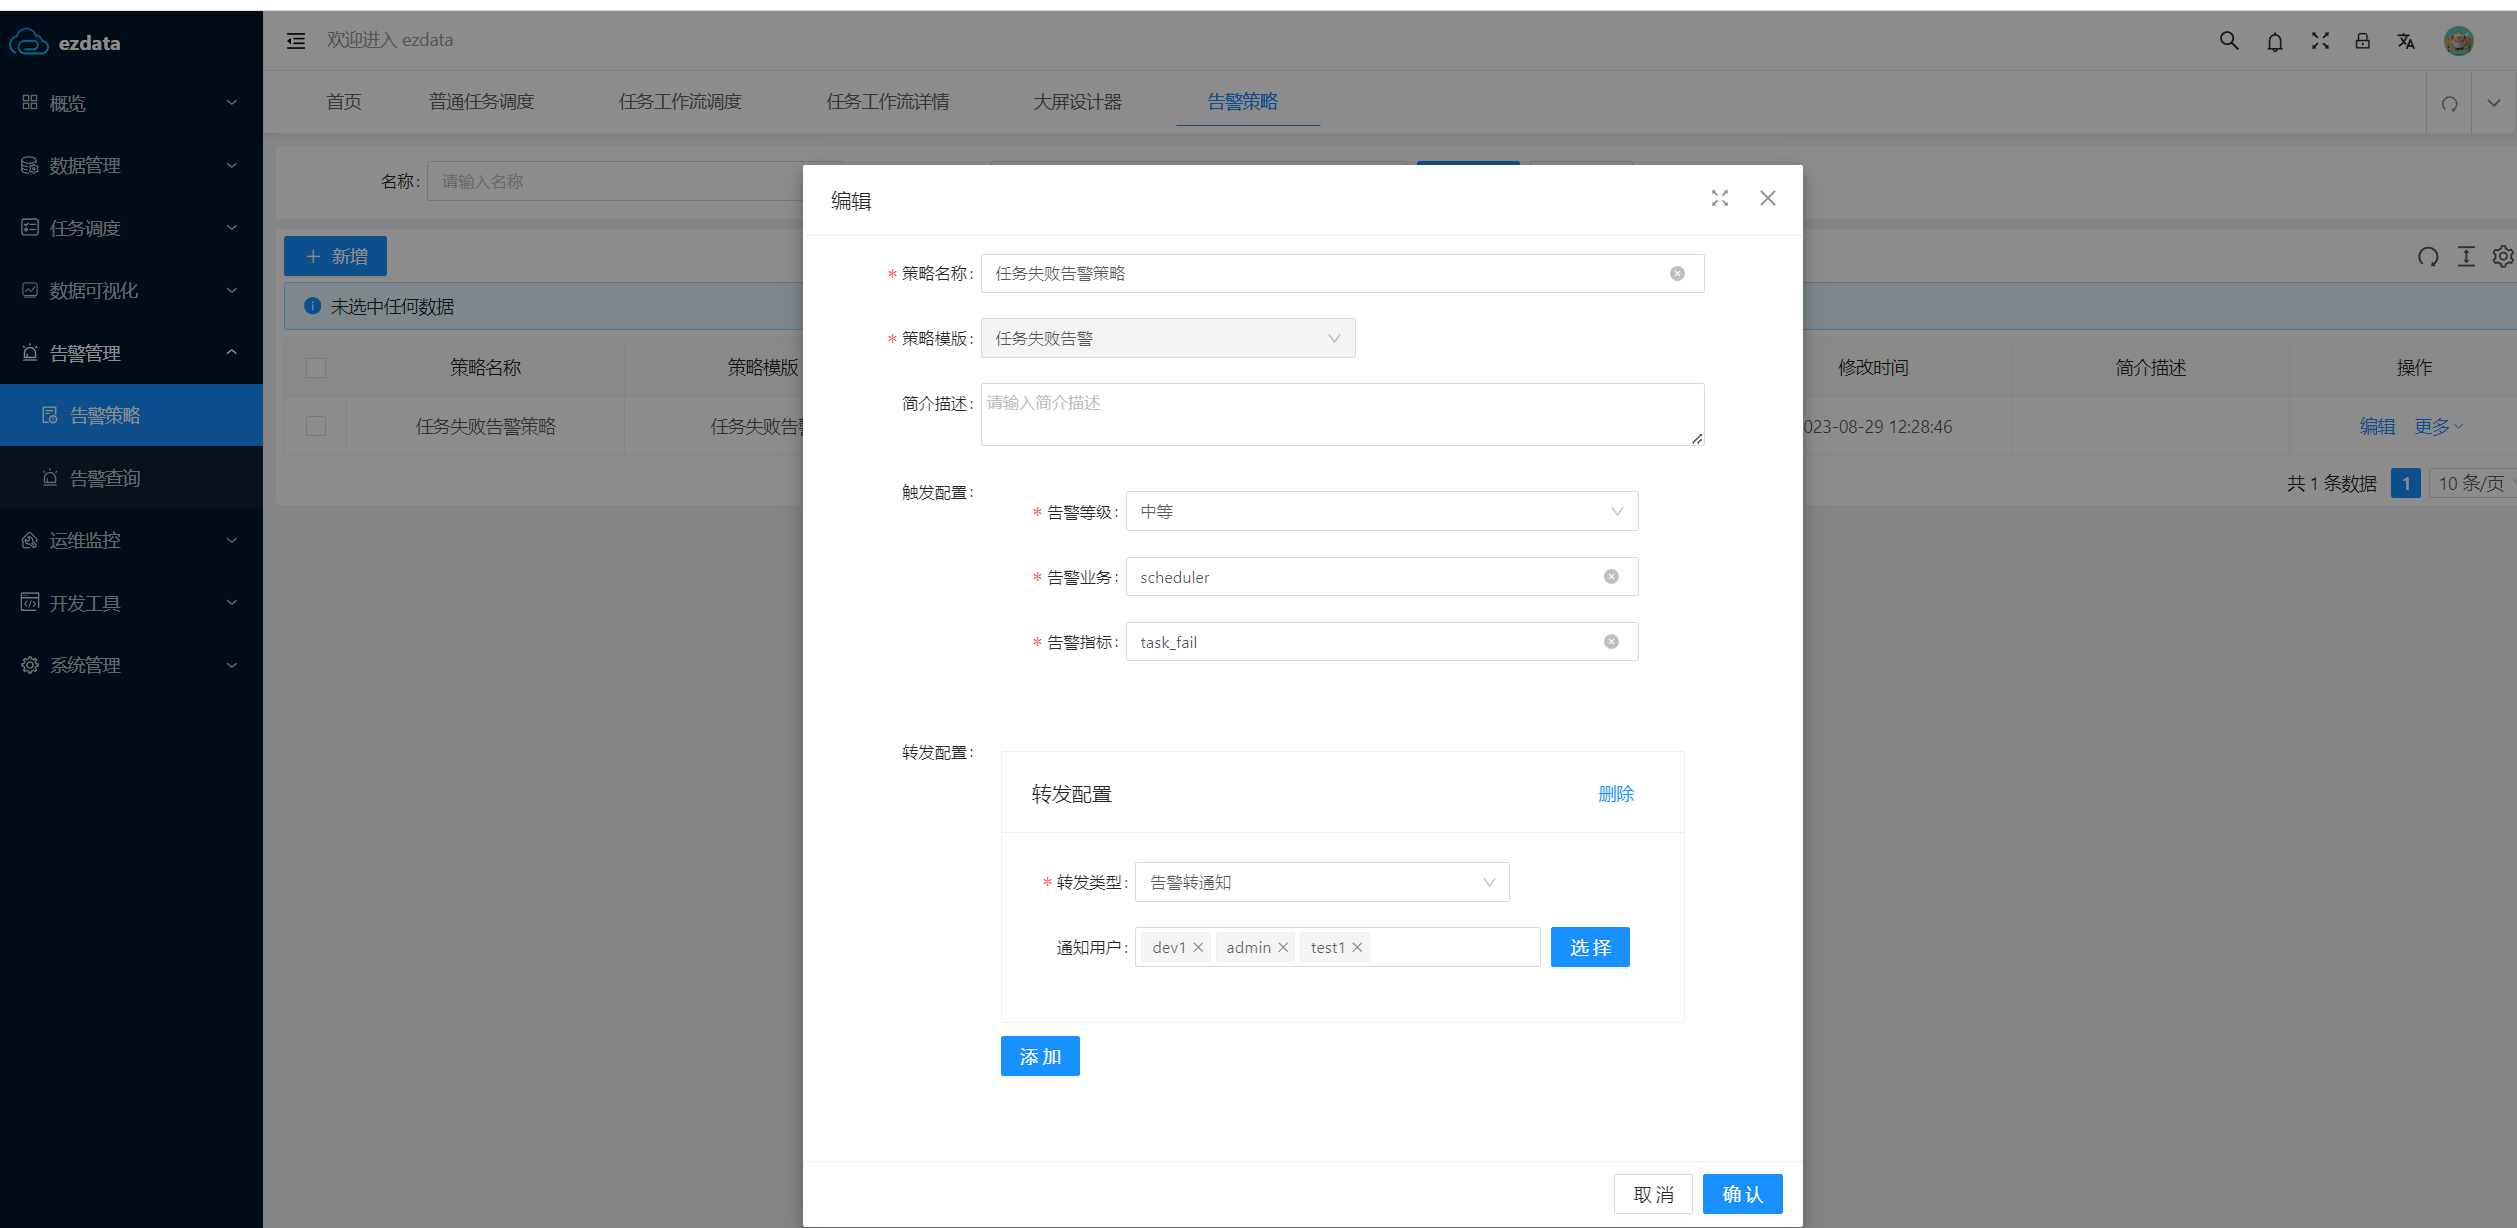 ezdata
欢迎进入 ezdata
概览
数据管理
任务调度
数据可视化
告警管理
告警策略
告警查询
运维监控
开发工具
系统管理
首页
普通任务调度
任务工作流调度
任务工作流详情
大屏设计器
告警策略
名称:
请输入名称
新增
未选中任何数据
策略名称
策略模版
修改时间
简介描述
操作
任务失败告警策略
任务失败告
023-08-29 12:28:46
编辑
更多
共 1 条数据
1
10 条/页
编辑
* 策略名称:
任务失败告警策略
* 策略模版:
任务失败告警
简介描述:
请输入简介描述
触发配置:
* 告警等级:
中等
* 告警业务:
scheduler
* 告警指标:
task_fail
转发配置:
转发配置
删除
* 转发类型:
告警转通知
通知用户:
dev1
admin
test1
选择
添加
取消
确认